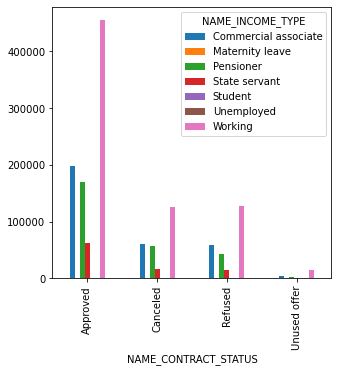 NAME_INCOME_TYPE
Commercial associate
Maternity leave
Pensioner
State servant
Student
Unemployed
Working
400000
300000
200000
100000
0
Approved
Canceled
Refused
Unused offer
NAME_CONTRACT_STATUS